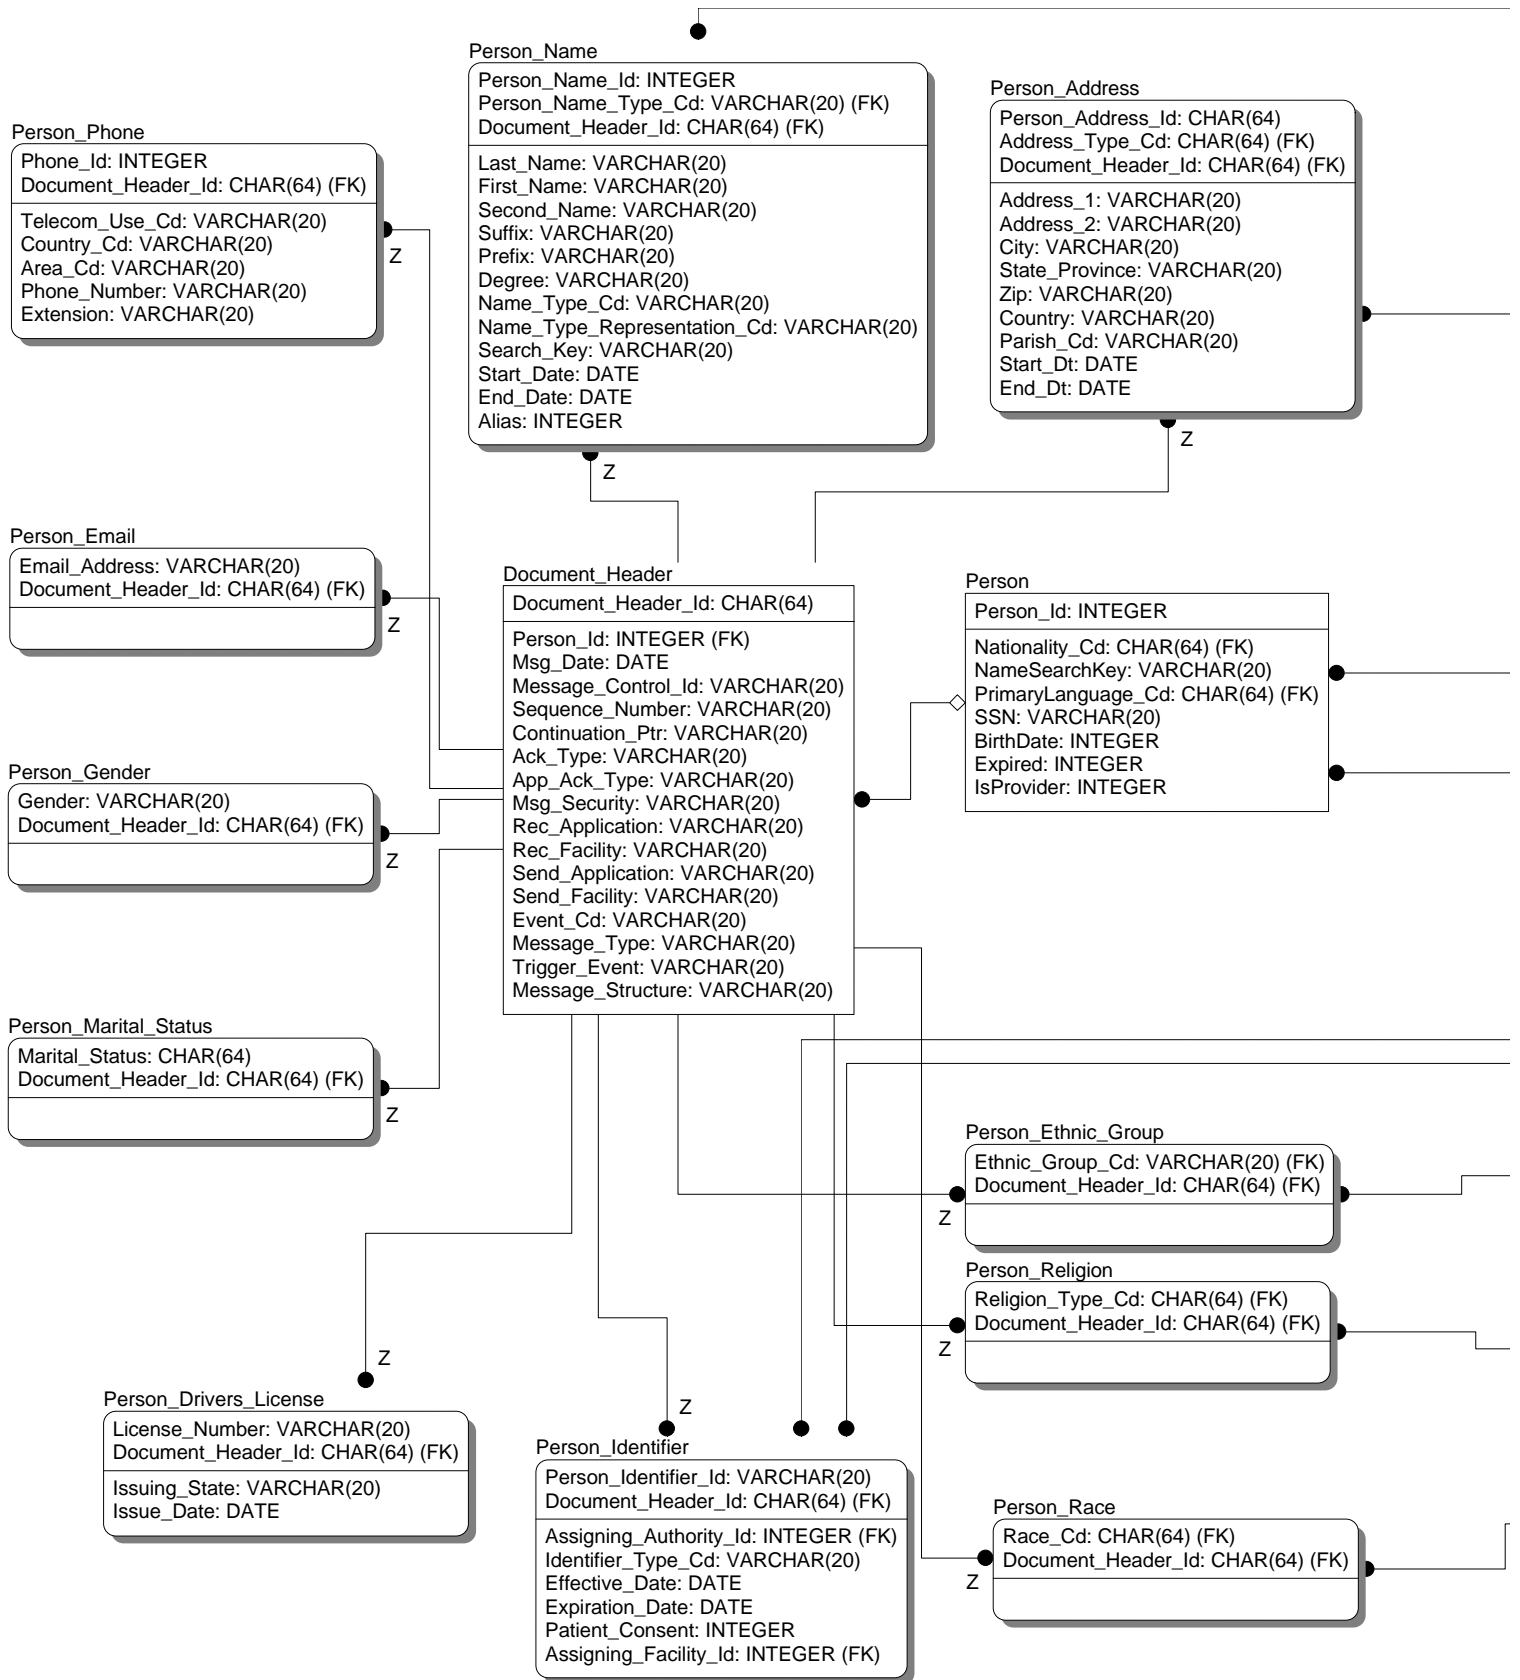 Person_Name
Person_Name_Id: INTEGER
Person_Name_Type_Cd: VARCHAR(20) (FK)
Document_Header_Id: CHAR(64) (FK)
Last_Name: VARCHAR(20)
First_Name: VARCHAR(20)
Second_Name: VARCHAR(20)
Suffix: VARCHAR(20)
Prefix: VARCHAR(20)
Degree: VARCHAR(20)
Name_Type_Cd: VARCHAR(20)
Name_Type_Representation_Cd: VARCHAR(20)
Search_Key: VARCHAR(20)
Start_Date: DATE
End_Date: DATE
Alias: INTEGER
Z
Person_Address
Person_Address_Id: CHAR(64)
Address_Type_Cd: CHAR(64) (FK)
Document_Header_Id: CHAR(64) (FK)
Address_1: VARCHAR(20)
Address_2: VARCHAR(20)
City: VARCHAR(20)
State_Province: VARCHAR(20)
Zip: VARCHAR(20)
Country: VARCHAR(20)
Parish_Cd: VARCHAR(20)
Start_Dt: DATE
End_Dt: DATE
Z
Person_Phone
Phone_Id: INTEGER
Document_Header_Id: CHAR(64) (FK)
Telecom_Use_Cd: VARCHAR(20)
Country_Cd: VARCHAR(20)
Area_Cd: VARCHAR(20)
Phone_Number: VARCHAR(20)
Extension: VARCHAR(20)
Z
Person_Email
Email_Address: VARCHAR(20)
Document_Header_Id: CHAR(64) (FK)
Z
Document_Header
Document_Header_Id: CHAR(64)
Person_Id: INTEGER (FK)
Msg_Date: DATE
Message_Control_Id: VARCHAR(20)
Sequence_Number: VARCHAR(20)
Continuation_Ptr: VARCHAR(20)
Ack_Type: VARCHAR(20)
App_Ack_Type: VARCHAR(20)
Msg_Security: VARCHAR(20)
Rec_Application: VARCHAR(20)
Rec_Facility: VARCHAR(20)
Send_Application: VARCHAR(20)
Send_Facility: VARCHAR(20)
Event_Cd: VARCHAR(20)
Message_Type: VARCHAR(20)
Trigger_Event: VARCHAR(20)
Message_Structure: VARCHAR(20)
Person
Person_Id: INTEGER
Nationality_Cd: CHAR(64) (FK)
NameSearchKey: VARCHAR(20)
PrimaryLanguage_Cd: CHAR(64) (FK)
SSN: VARCHAR(20)
BirthDate: INTEGER
Expired: INTEGER
IsProvider: INTEGER
Person_Gender
Gender: VARCHAR(20)
Document_Header_Id: CHAR(64) (FK)
Z
Person_Marital_Status
Marital_Status: CHAR(64)
Document_Header_Id: CHAR(64) (FK)
Z
Person_Ethnic_Group
Ethnic_Group_Cd: VARCHAR(20) (FK)
Document_Header_Id: CHAR(64) (FK)
Z
Person_Religion
Religion_Type_Cd: CHAR(64) (FK)
Document_Header_Id: CHAR(64) (FK)
Z
Z
Person_Drivers_License
License_Number: VARCHAR(20)
Document_Header_Id: CHAR(64) (FK)
Issuing_State: VARCHAR(20)
Issue_Date: DATE
Z
Person_Identifier
Person_Identifier_Id: VARCHAR(20)
Document_Header_Id: CHAR(64) (FK)
Assigning_Authority_Id: INTEGER (FK)
Identifier_Type_Cd: VARCHAR(20)
Effective_Date: DATE
Expiration_Date: DATE
Patient_Consent: INTEGER
Assigning_Facility_Id: INTEGER (FK)
Person_Race
Race_Cd: CHAR(64) (FK)
Document_Header_Id: CHAR(64) (FK)
Z